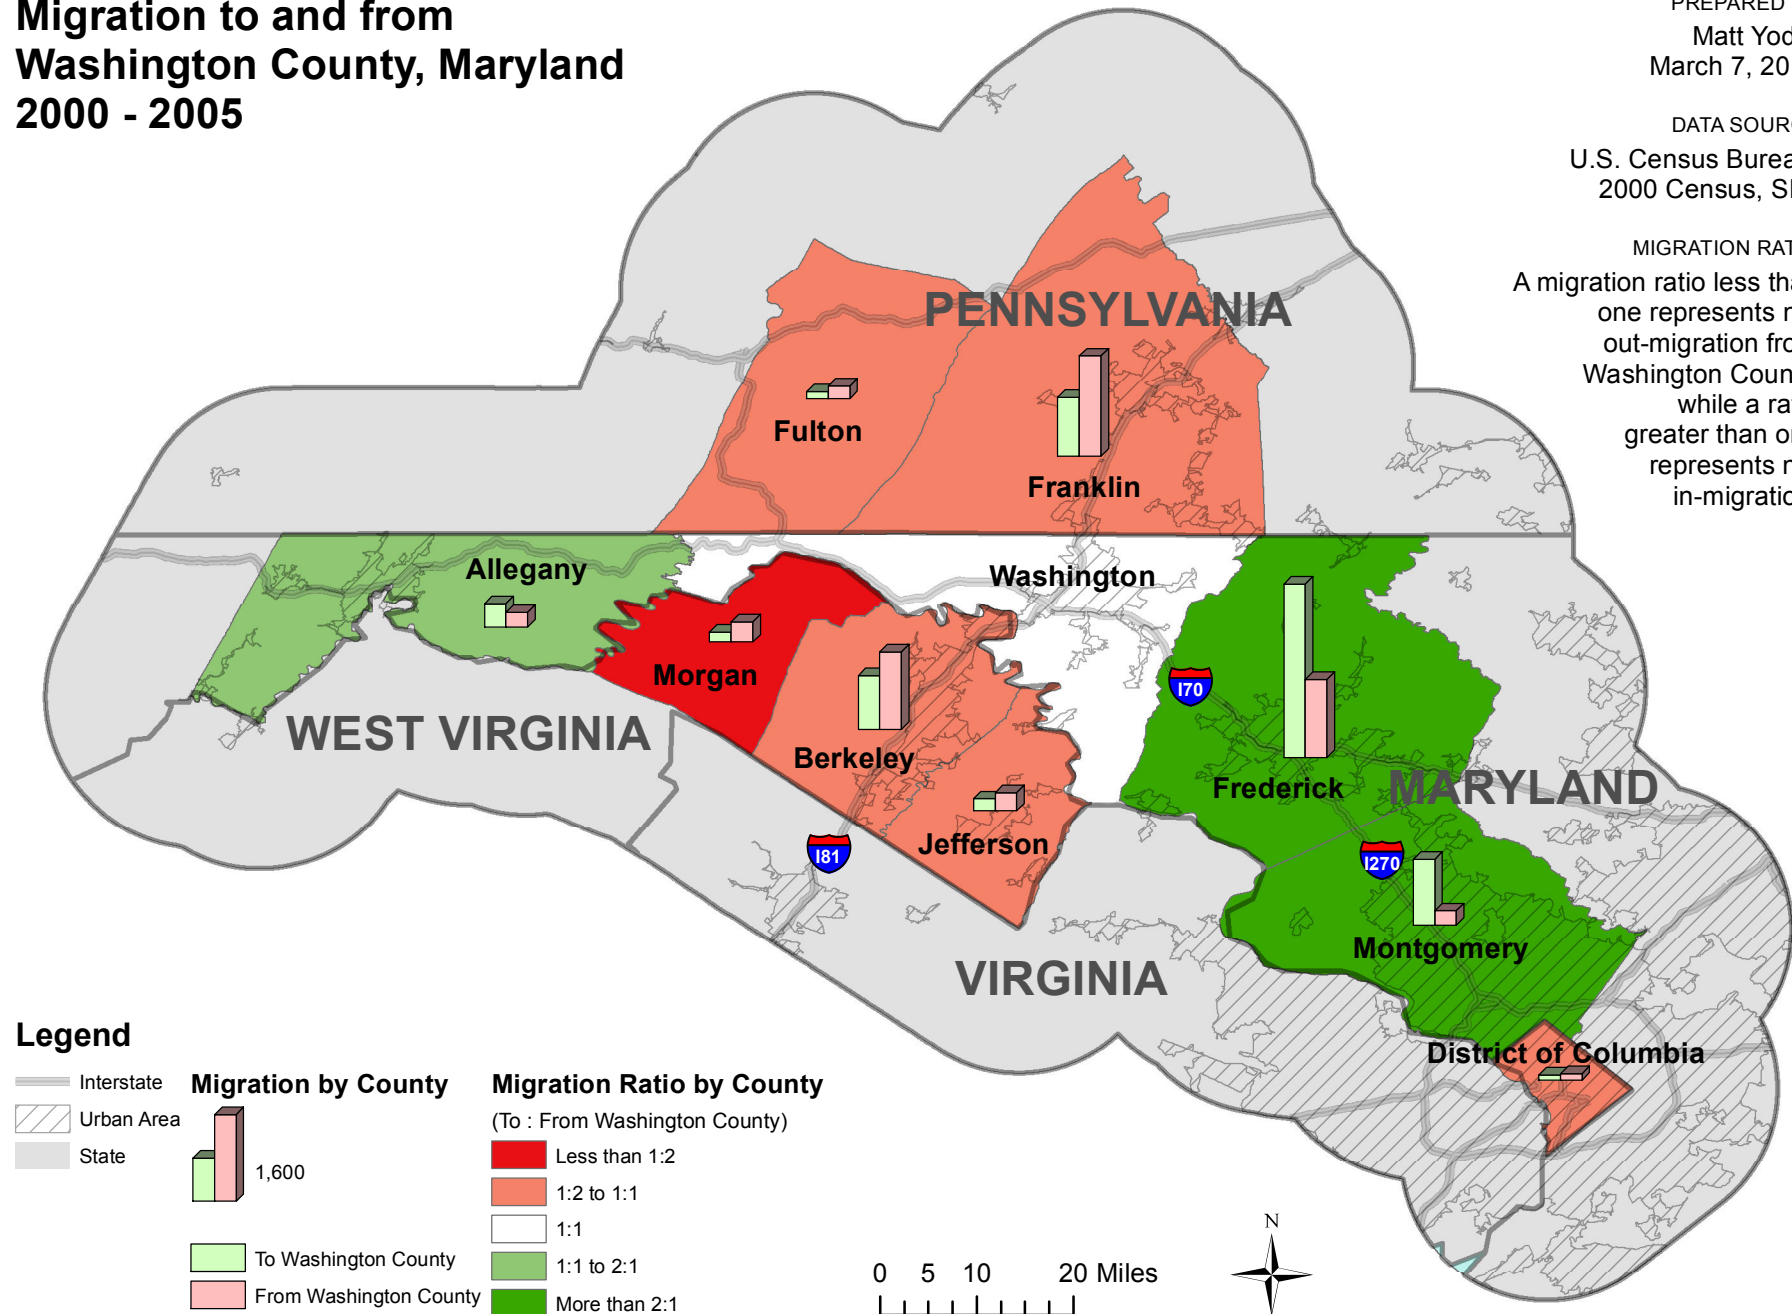 Migration to and from
Washington County, Maryland
2000 - 2005
PREPARED
Matt Yod
March 7, 20
DATA SOUR
U.S. Census Burea
2000 Census, S
MIGRATION RAT
A migration ratio less tha
one represents n
out-migration fro
Washington Coun
while a ra
greater than o
represents n
in-migratio
PENNSYLVANIA
Fulton
Franklin
Allegany
Washington
Morgan
I70
WEST VIRGINIA
Berkeley
Frederick
MARYLAND
Jefferson
I81
I270
Montgomery
VIRGINIA
District of Columbia
Legend
Interstate
Urban Area
State
Migration by County
1,600
To Washington County
From Washington County
Migration Ratio by County
(To : From Washington County)
Less than 1:2
1:2 to 1:1
1:1
1:1 to 2:1
More than 2:1
0 5 10 20 Miles
N